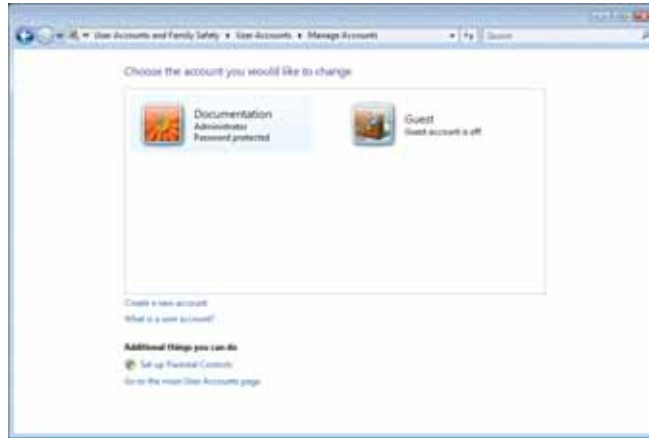 User Accounts and Family Safety ▸ User Accounts ▸ Manage Accounts
Search
Choose the account you would like to change
Documentation
Administrator
Password protected
Guest
Guest account is off
Create a new account
What is a user account?
Additional things you can do
Set up Parental Controls
Go to the main User Accounts page